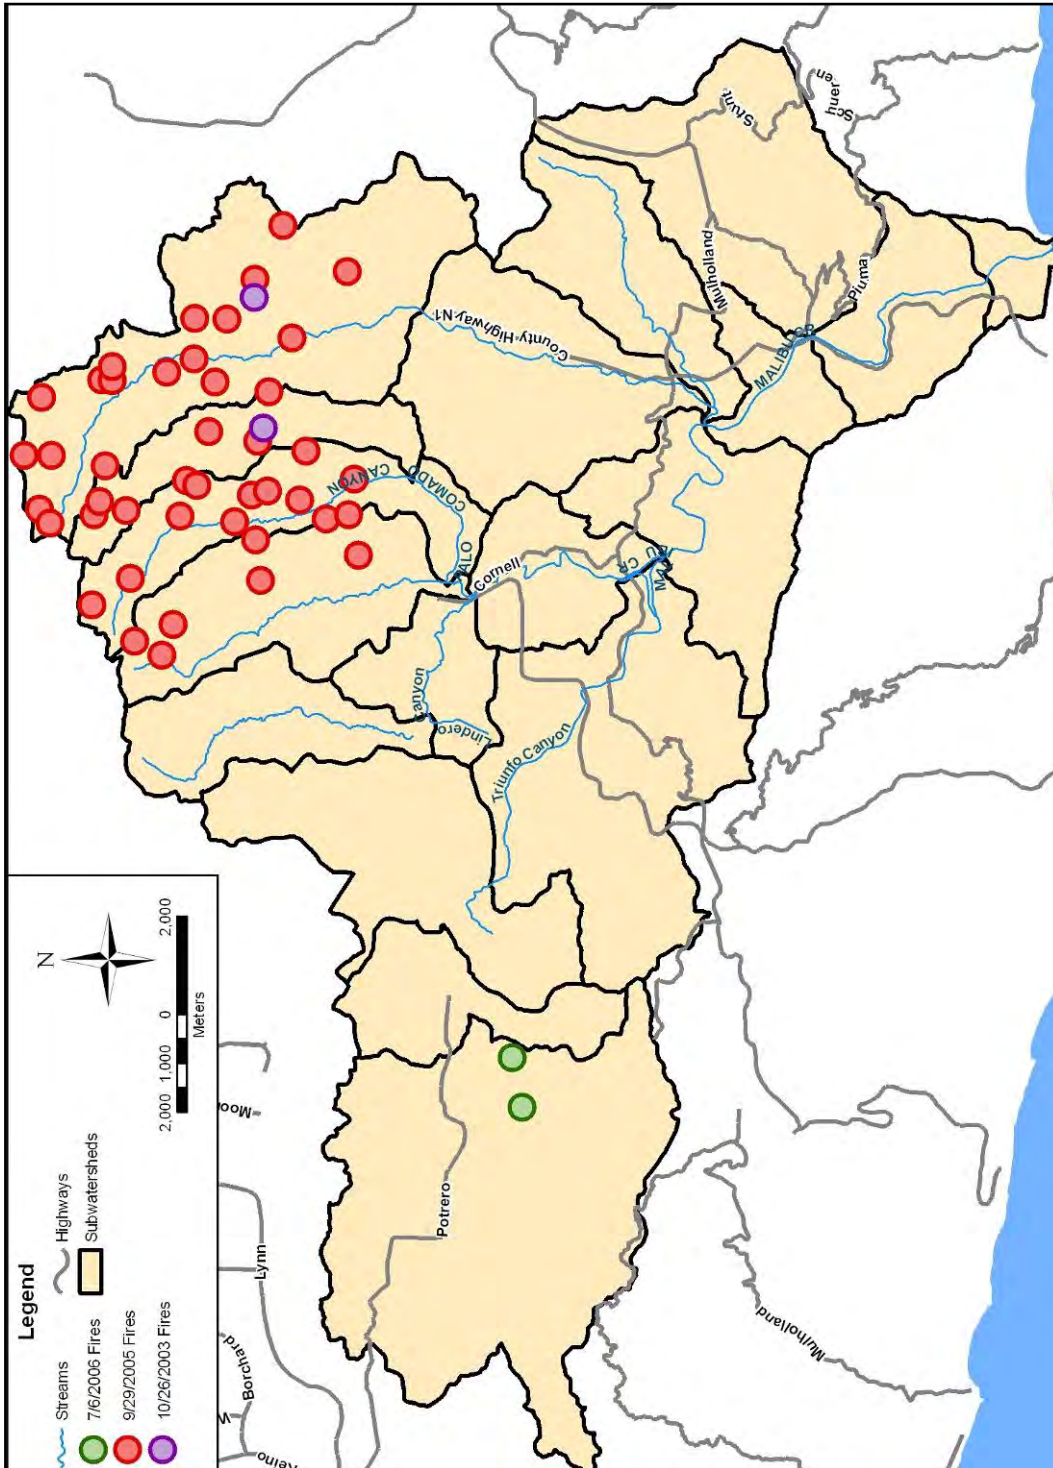 Legend
Streams
7/6/2006 Fires
9/29/2005 Fires
10/26/2003 Fires
Highways
Subwatersheds
N
2,000 1,000 0 2,000
Meters
W
Borchard
Lynn
Potrero
Mulholland
Triunfo Canyon
Lindero
Canyon
Cornell
PALO
COMADO
CANYON
County Highway N1
MALIBU CR
Mulholland
Stunt
Schueren
Piuma